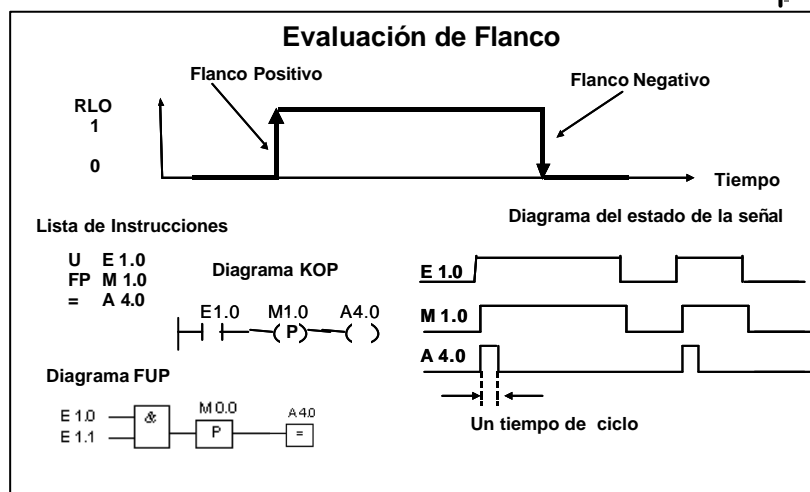 Evaluación de Flanco
Flanco Positivo
Flanco Negativo
RLO
1
0
Tiempo
Lista de Instrucciones
Diagrama del estado de la señal
U E 1.0
FP M 1.0
= A 4.0
Diagrama KOP
E1.0 M1.0 A4.0
P
E 1.0
M 1.0
A 4.0
Un tiempo de ciclo
Diagrama FUP
E 1.0
E 1.1
&
M 0.0
P
A 4.0
=